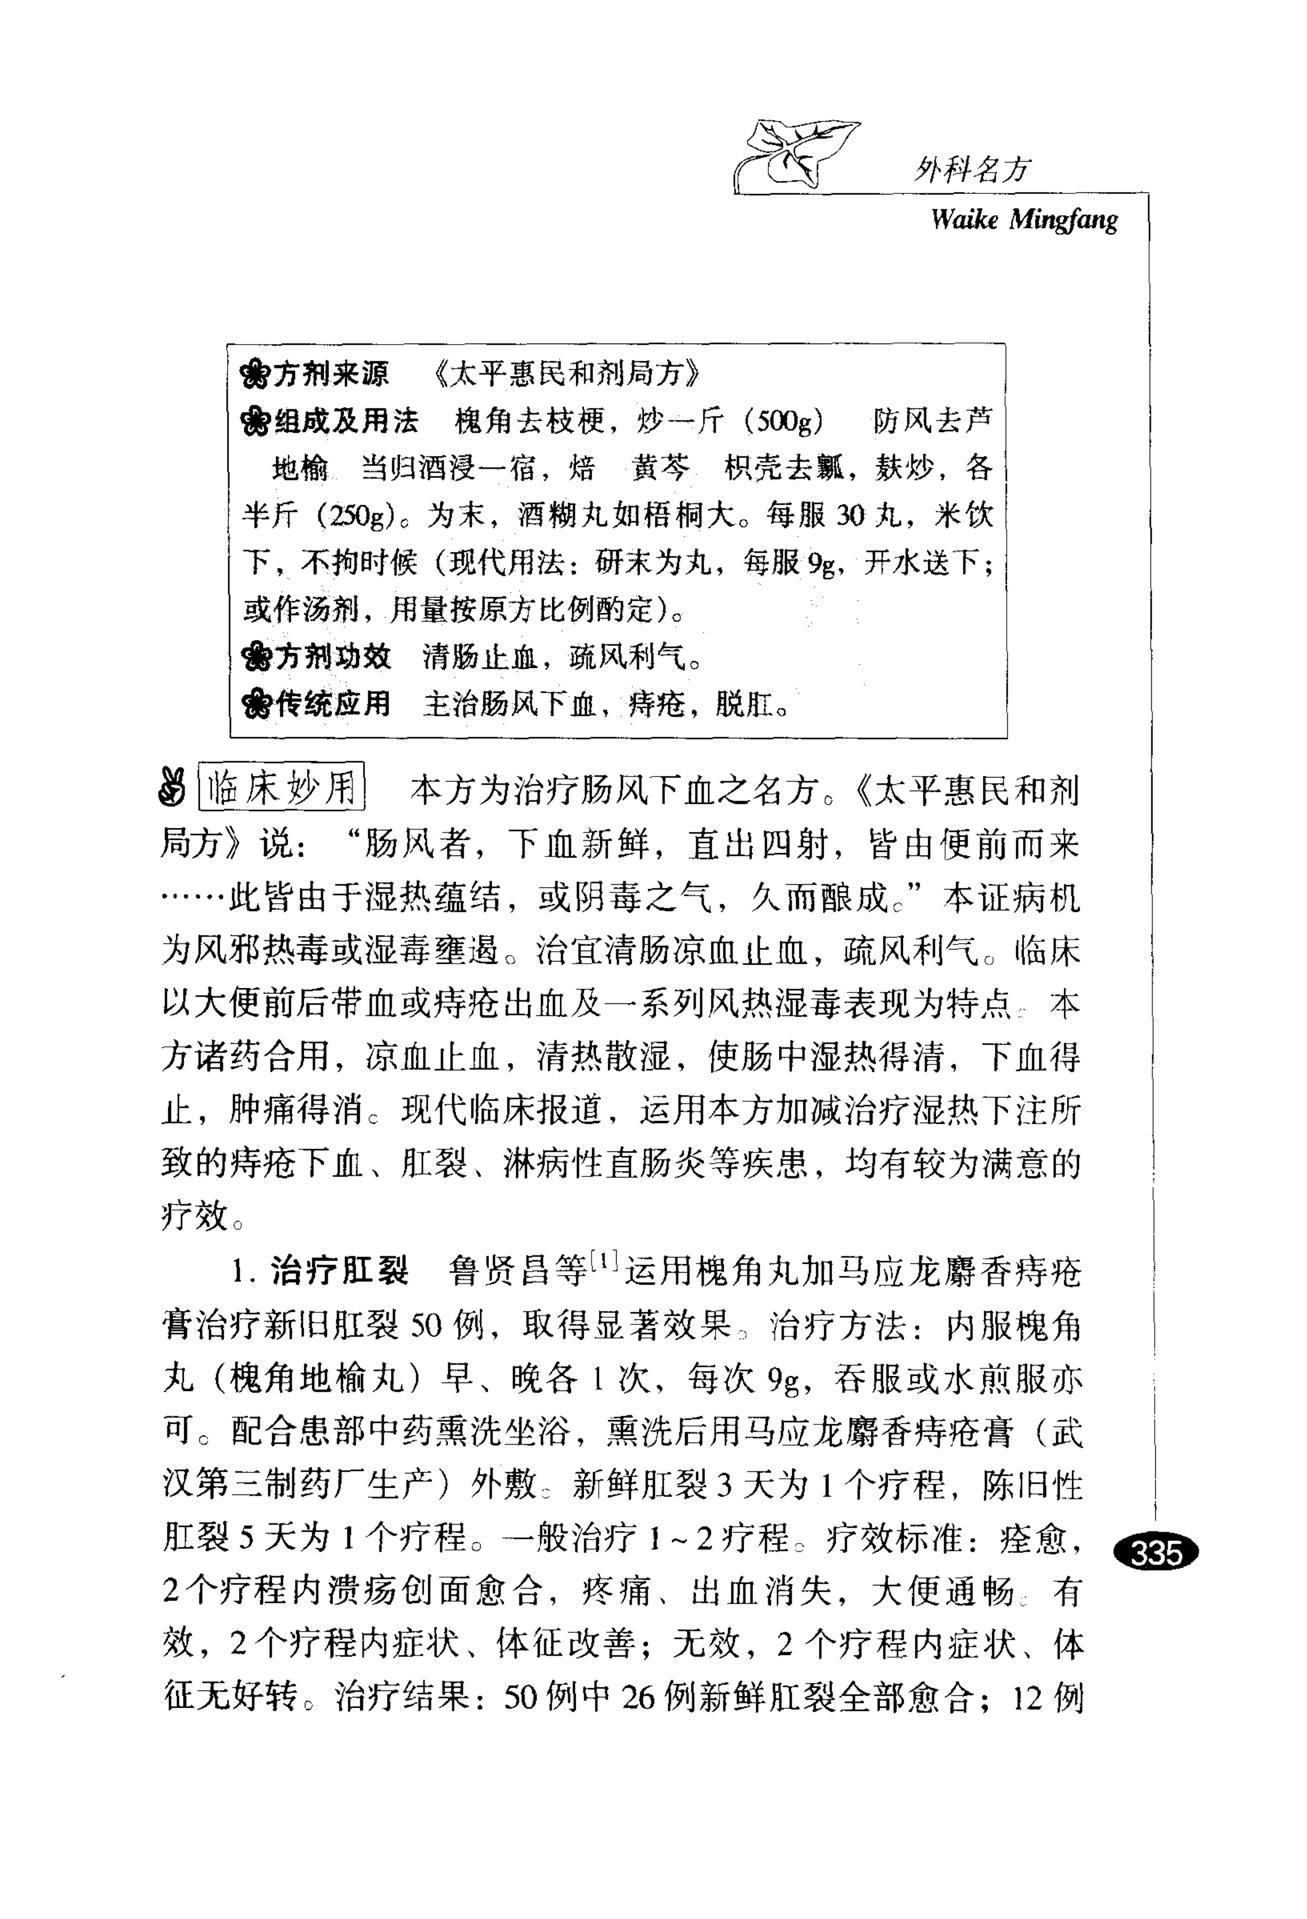 外科名方
Waike Mingfang
方剂来源 《太平惠民和剂局方》
组成及用法 槐角去枝梗，炒一斤（500g） 防风去芦
地榆 当归酒浸一宿，焙 黄芩 枳壳去瓤，麸炒，各
半斤（250g）。为末，酒糊丸如梧桐大。每服 30 丸，米饮
下，不拘时候（现代用法：研末为丸，每服 9g，开水送下；
或作汤剂，用量按原方比例酌定）。
方剂功效 清肠止血，疏风利气。
传统应用 主治肠风下血，痔疮，脱肛。
临床妙用 本方为治疗肠风下血之名方。《太平惠民和剂
局方》说：“肠风者，下血新鲜，直出四射，皆由便前而来
……此皆由于湿热蕴结，或阴毒之气，久而酿成。”本证病机
为风邪热毒或湿毒壅遏。治宜清肠凉血止血，疏风利气。临床
以大便前后带血或痔疮出血及一系列风热湿毒表现为特点。本
方诸药合用，凉血止血，清热散湿，使肠中湿热得清，下血得
止，肿痛得消。现代临床报道，运用本方加减治疗湿热下注所
致的痔疮下血、肛裂、淋病性直肠炎等疾患，均有较为满意的
疗效。
1. 治疗肛裂 鲁贤昌等[1]运用槐角丸加马应龙麝香痔疮
膏治疗新旧肛裂 50 例，取得显著效果。治疗方法：内服槐角
丸（槐角地榆丸）早、晚各 1 次，每次 9g，吞服或水煎服亦
可。配合患部中药熏洗坐浴，熏洗后用马应龙麝香痔疮膏（武
汉第三制药厂生产）外敷。新鲜肛裂 3 天为 1 个疗程，陈旧性
肛裂 5 天为 1 个疗程。一般治疗 1～2 疗程。疗效标准：痊愈，
2个疗程内溃疡创面愈合，疼痛、出血消失，大便通畅。有
效，2个疗程内症状、体征改善；无效，2 个疗程内症状、体
征无好转。治疗结果：50 例中 26 例新鲜肛裂全部愈合；12 例
335